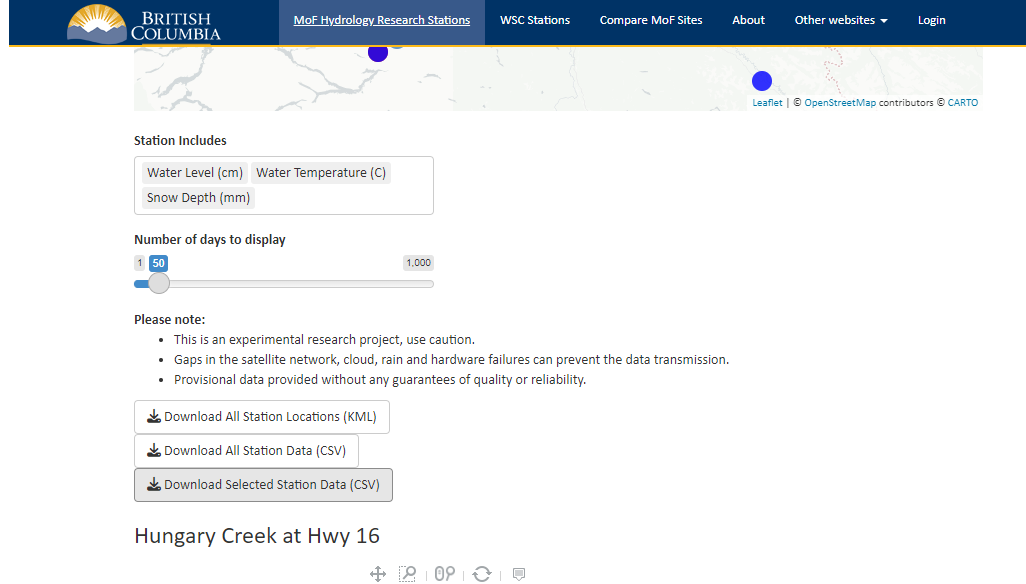 BRITISH
COLUMBIA
MoF Hydrology Research Stations
WSC Stations
Compare MoF Sites
About
Other websites
Login
Leaflet | © OpenStreetMap contributors © CARTO
Station Includes
Water Level (cm) Water Temperature (C)
Snow Depth (mm)
Number of days to display
1 50 1,000
Please note:
• This is an experimental research project, use caution.
• Gaps in the satellite network, cloud, rain and hardware failures can prevent the data transmission.
• Provisional data provided without any guarantees of quality or reliability.
Download All Station Locations (KML)
Download All Station Data (CSV)
Download Selected Station Data (CSV)
Hungary Creek at Hwy 16